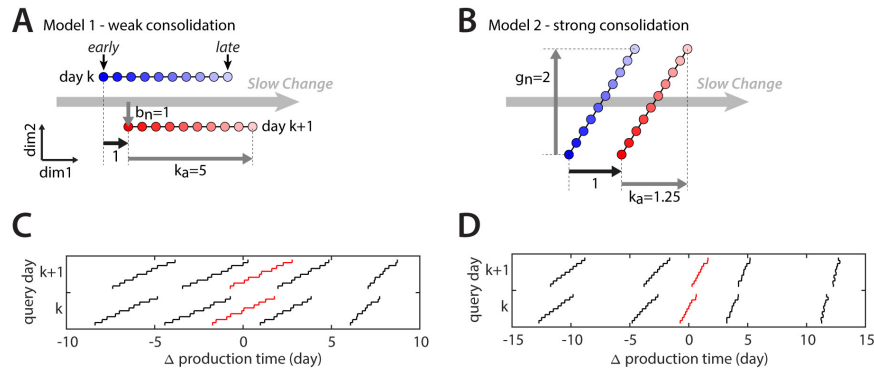 A
Model 1 - weak consolidation
early
late
day k
Slow Change
bn=1
day k+1
dim2
dim1
1
ka=5
B
Model 2 - strong consolidation
gn=2
Slow Change
1
ka=1.25
C
query day
k+1
k
-10
-5
0
5
10
Δ production time (day)
D
query day
k+1
k
-15
-10
-5
0
5
10
15
Δ production time (day)